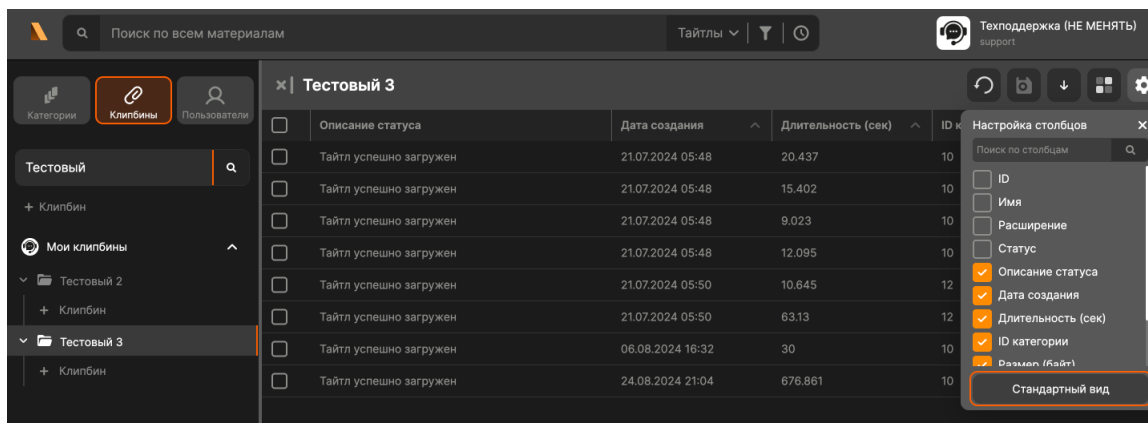 Поиск по всем материалам
Тайтлы
Техподдержка (НЕ МЕНЯТЬ)
support
Категории
Клипбины
Пользователи
Тестовый
+ Клипбин
Мои клипбины
Тестовый 2
+ Клипбин
Тестовый 3
+ Клипбин
Тестовый 3
Описание статуса Дата создания Длительность (сек) ID к
Тайтл успешно загружен 21.07.2024 05:48 20.437 10
Тайтл успешно загружен 21.07.2024 05:48 15.402 10
Тайтл успешно загружен 21.07.2024 05:48 9.023 10
Тайтл успешно загружен 21.07.2024 05:48 12.095 10
Тайтл успешно загружен 21.07.2024 05:50 10.645 12
Тайтл успешно загружен 21.07.2024 05:50 63.13 12
Тайтл успешно загружен 06.08.2024 16:32 30 10
Тайтл успешно загружен 24.08.2024 21:04 676.861 10
Настройка столбцов
Поиск по столбцам
ID
Имя
Расширение
Статус
Описание статуса
Дата создания
Длительность (сек)
ID категории
Размер (байт)
Стандартный вид